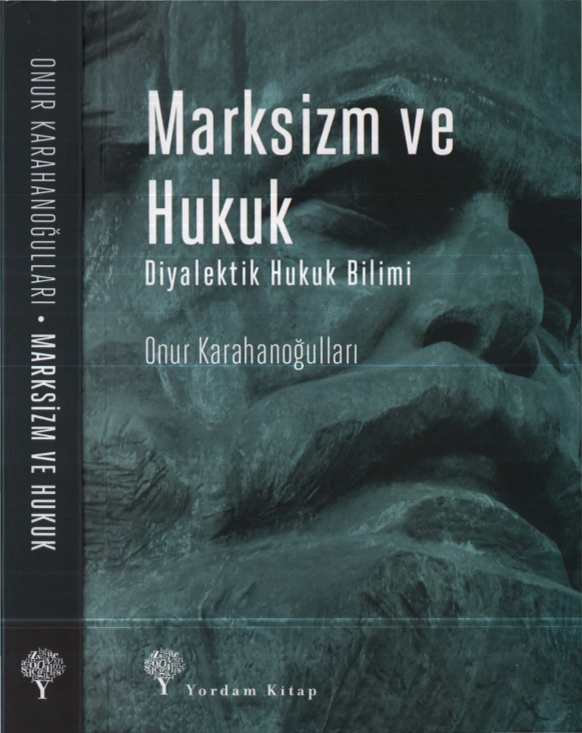 ONUR KARAHANOĞULLARI • MARKSİZM VE HUKUK
Y
Marksizm ve
Hukuk
Diyalektik Hukuk Bilimi
Onur Karahanoğulları
Y
Yordam Kitap